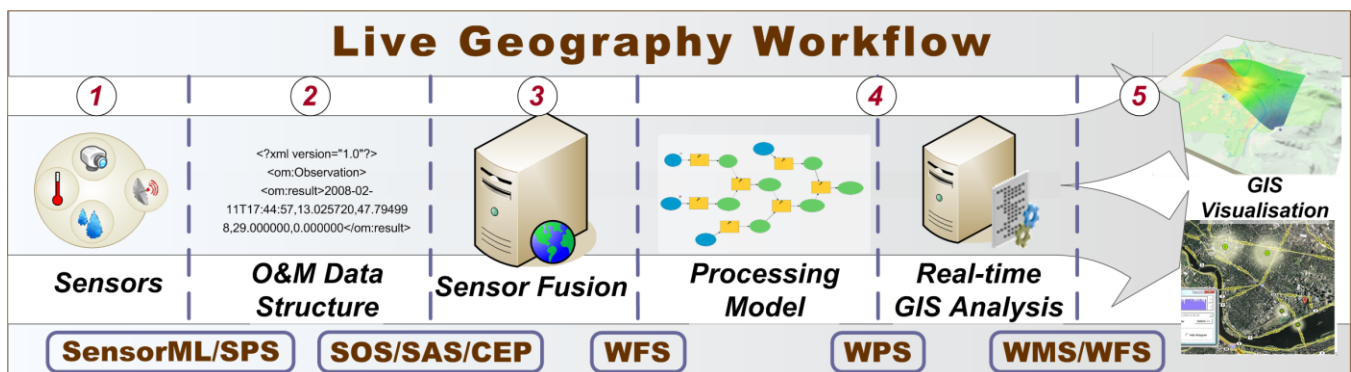 Live Geography Workflow
1
2
3
4
5
<?xml version="1.0"?>
<om:Observation>
<om:result>2008-02-
11T17:44:57,13.025720,47.79499
8,29.000000,0.000000</om:result>
Sensors
O&M Data
Structure
Sensor Fusion
Processing
Model
Real-time
GIS Analysis
GIS
Visualisation
SensorML/SPS
SOS/SAS/CEP
WFS
WPS
WMS/WFS